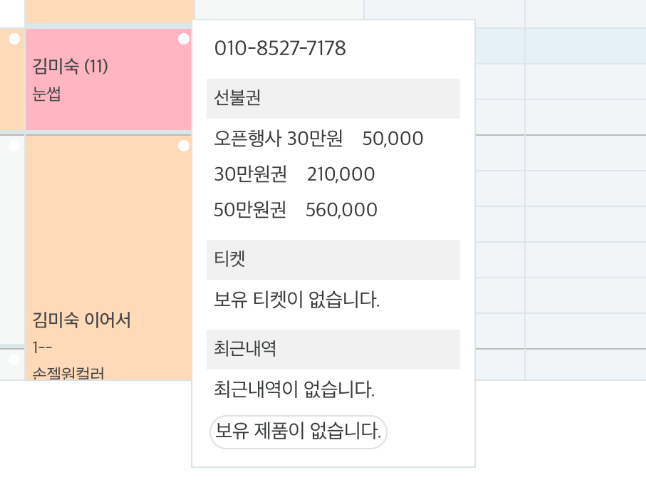 김미숙 (11)
눈썹
김미숙 이어서
1--
손젤원컬러
010-8527-7178
선불권
오픈행사 30만원 50,000
30만원권 210,000
50만원권 560,000
티켓
보유 티켓이 없습니다.
최근내역
최근내역이 없습니다.
보유 제품이 없습니다.